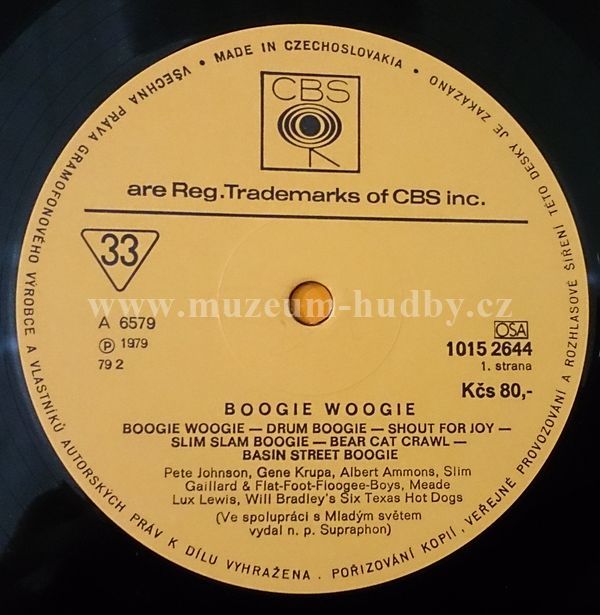 • MADE IN CZECHOSLOVAKIA •
VŠECHNA PRÁVA GRAMOFONOVÉHO VÝROBCE A VLASTNÍKŮ AUTORSKÝCH PRÁV K DÍLU VYHRAŽENA . POŘIZOVÁNÍ KOPIÍ, VEŘEJNÉ PROVOZOVÁNÍ A ROZHLASOVÉ ŠÍŘENÍ TÉTO DESKY JE ZAKÁZÁNO
CBS
are Reg.Trademarks of CBS inc.
33
www.muzeum-hudby.cz
A 6579
Ⓟ 1979
79 2
OSA
1015 2644
1. strana
Kčs 80,-
BOOGIE WOOGIE
BOOGIE WOOGIE — DRUM BOOGIE — SHOUT FOR JOY —
SLIM SLAM BOOGIE — BEAR CAT CRAWL —
BASIN STREET BOOGIE
Pete Johnson, Gene Krupa, Albert Ammons, Slim
Gaillard & Flat-Foot-Floogee-Boys, Meade
Lux Lewis, Will Bradley's Six Texas Hot Dogs
(Ve spolupráci s Mladým světem
vydal n. p. Supraphon)